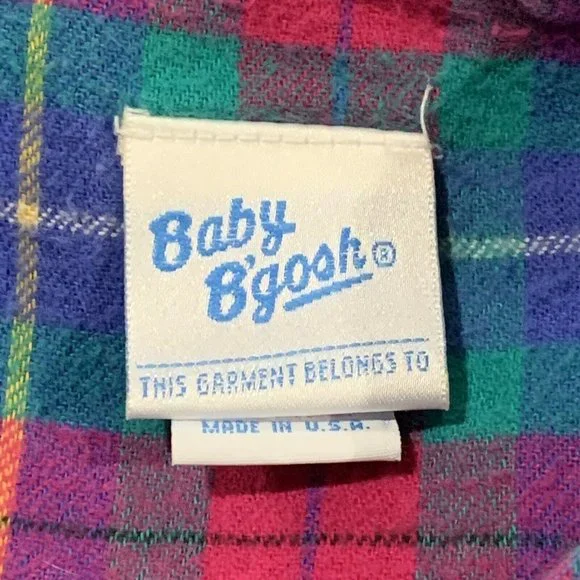 Baby
B'gosh®
THIS GARMENT BELONGS TO
MADE IN U.S.A.